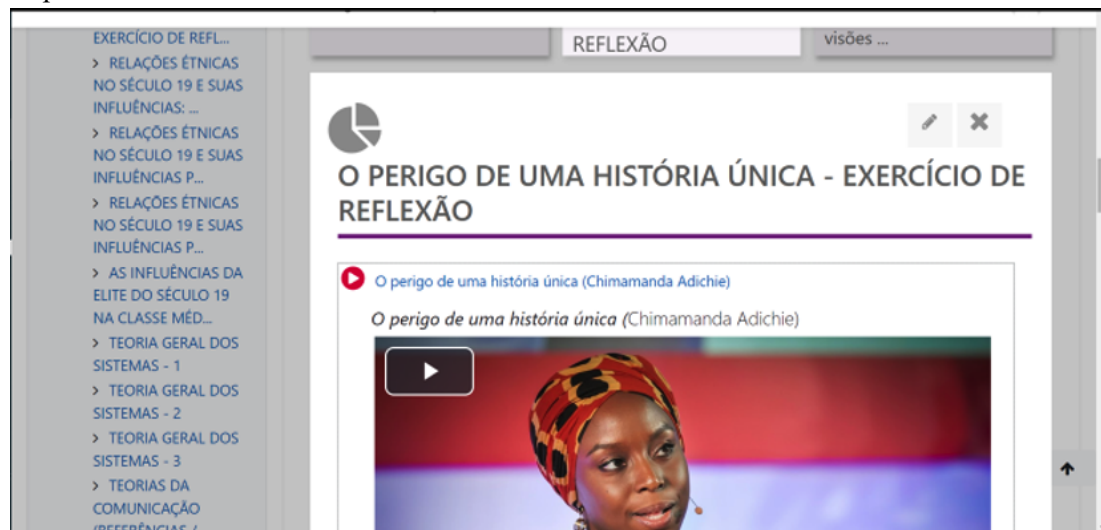 EXERCÍCIO DE REFL...
> RELAÇÕES ÉTNICAS
NO SÉCULO 19 E SUAS
INFLUÊNCIAS: ...
> RELAÇÕES ÉTNICAS
NO SÉCULO 19 E SUAS
INFLUÊNCIAS P...
> RELAÇÕES ÉTNICAS
NO SÉCULO 19 E SUAS
INFLUÊNCIAS P...
> AS INFLUÊNCIAS DA
ELITE DO SÉCULO 19
NA CLASSE MÉD...
> TEORIA GERAL DOS
SISTEMAS - 1
> TEORIA GERAL DOS
SISTEMAS - 2
> TEORIA GERAL DOS
SISTEMAS - 3
> TEORIAS DA
COMUNICAÇÃO
(REFERÊNCIAS /
REFLEXÃO
visões ...
O PERIGO DE UMA HISTÓRIA ÚNICA - EXERCÍCIO DE
REFLEXÃO
O perigo de uma história única (Chimamanda Adichie)
O perigo de uma história única (Chimamanda Adichie)